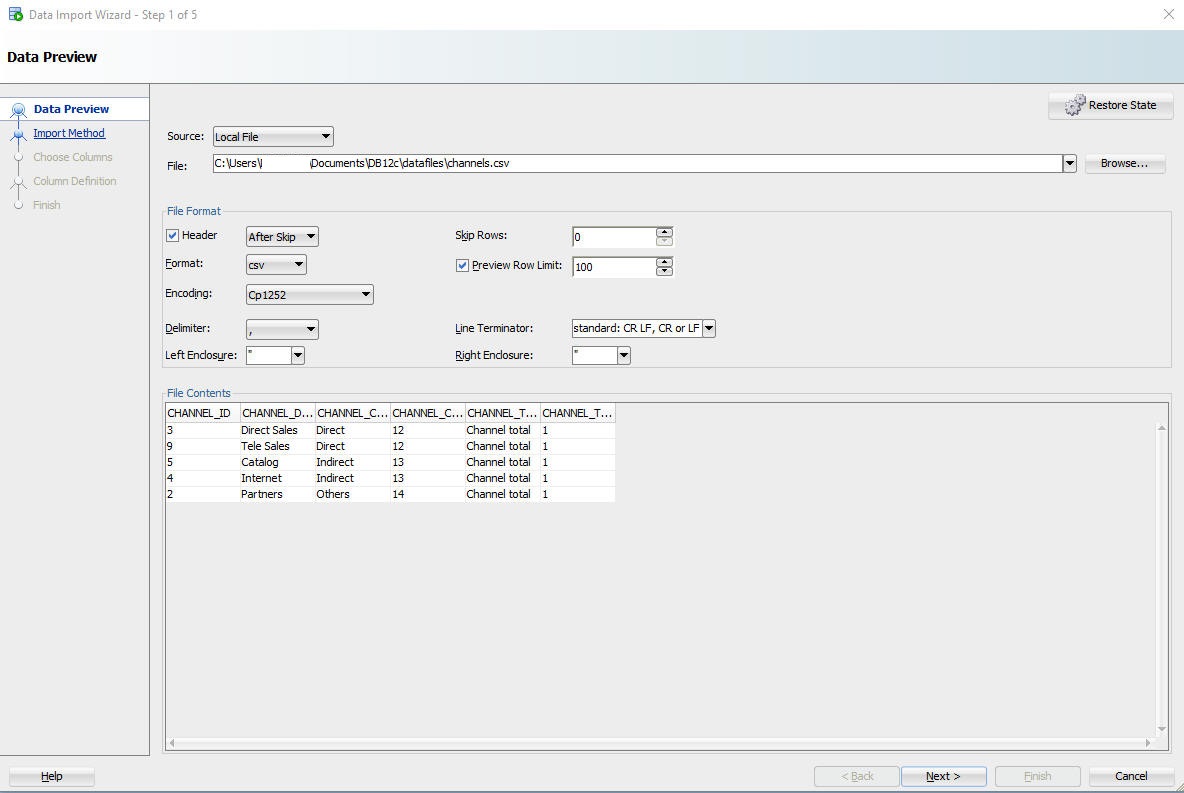 Data Import Wizard - Step 1 of 5
Data Preview
Data Preview
Import Method
Choose Columns
Column Definition
Finish
Restore State
Source: Local File
File: C:\Users\ \Documents\DB12c\datafiles\channels.csv Browse...
File Format
Header After Skip Skip Rows: 0
Format: csv Preview Row Limit: 100
Encoding: Cp1252
Delimiter: , Line Terminator: standard: CR LF, CR or LF
Left Enclosure: " Right Enclosure: "
File Contents
CHANNEL_ID CHANNEL_D... CHANNEL_C... CHANNEL_C... CHANNEL_T... CHANNEL_T...
3 Direct Sales Direct 12 Channel total 1
9 Tele Sales Direct 12 Channel total 1
5 Catalog Indirect 13 Channel total 1
4 Internet Indirect 13 Channel total 1
2 Partners Others 14 Channel total 1
Help < Back Next > Finish Cancel